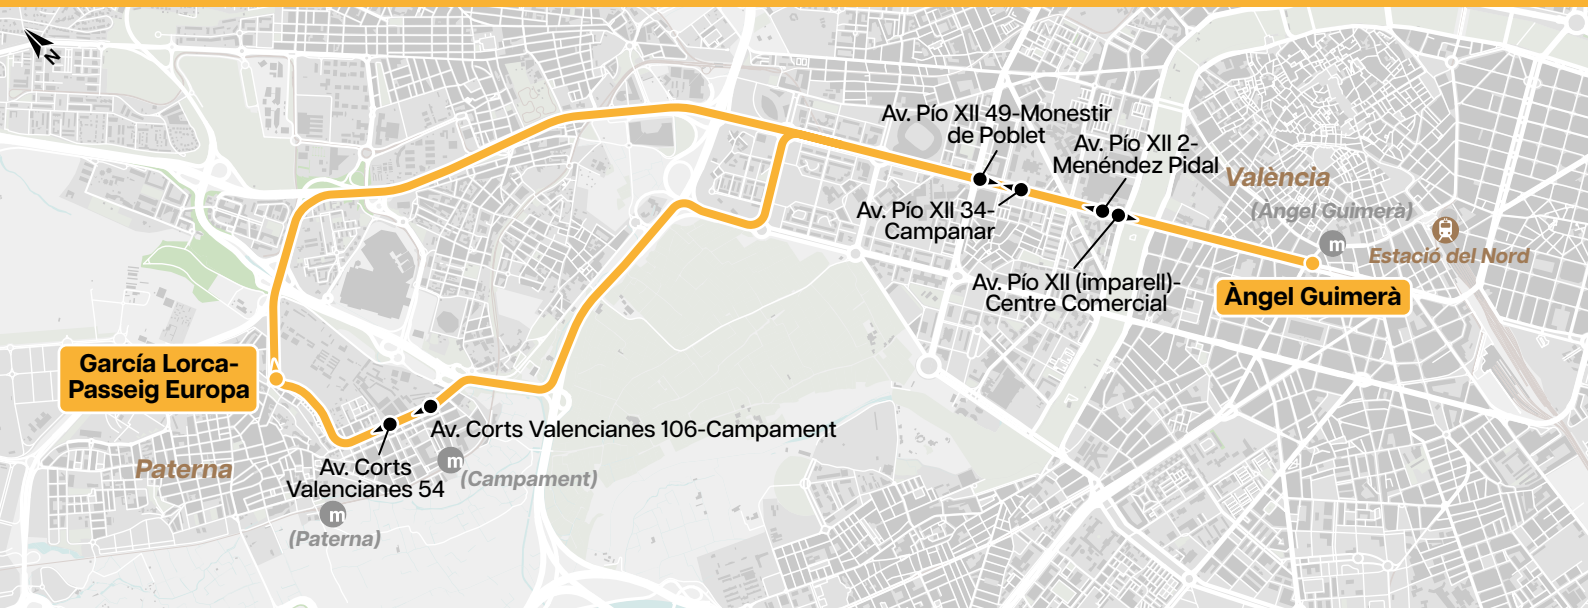 N
Av. Pío XII 49-Monestir
de Poblet
Av. Pío XII 2-
Menéndez Pidal
València
(Àngel Guimerà)
m
Estació del Nord
Av. Pío XII 34-
Campanar
Av. Pío XII (imparell)-
Centre Comercial
Àngel Guimerà
García Lorca-
Passeig Europa
Av. Corts Valencianes 106-Campament
m
(Campament)
Paterna
Av. Corts
Valencianes 54
m
(Paterna)